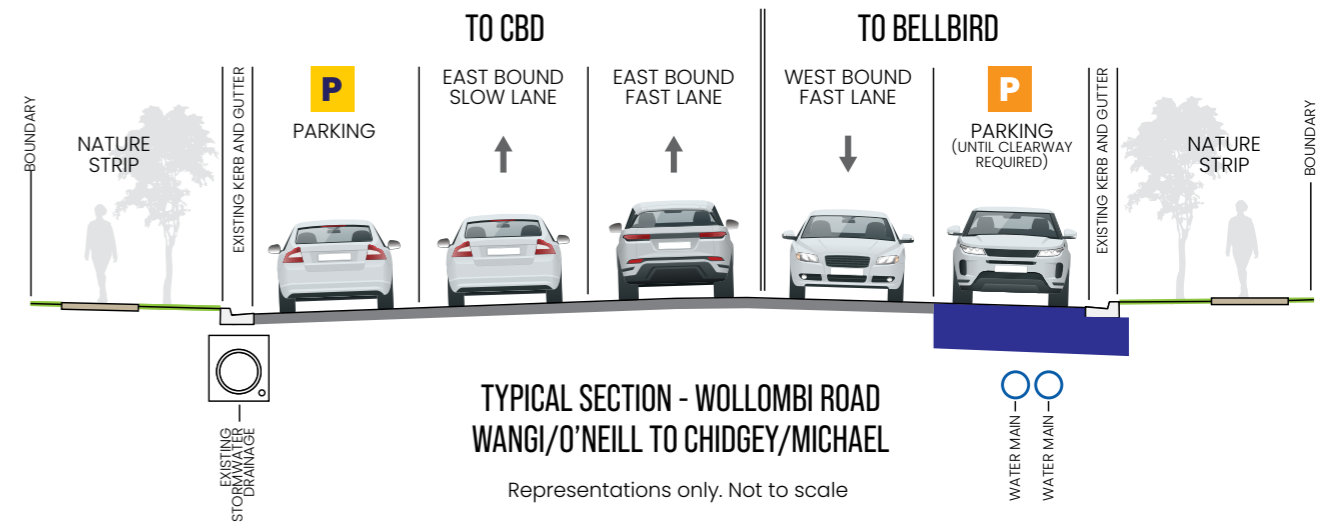 TO CBD
TO BELLBIRD
BOUNDARY
NATURE
STRIP
EXISTING KERB AND GUTTER
P
PARKING
EAST BOUND
SLOW LANE
EAST BOUND
FAST LANE
WEST BOUND
FAST LANE
P
PARKING
(UNTIL CLEARWAY
REQUIRED)
EXISTING KERB AND GUTTER
NATURE
STRIP
BOUNDARY
EXISTING
STORMWATER
DRAINAGE
TYPICAL SECTION - WOLLOMBI ROAD
WANGI/O'NEILL TO CHIDGEY/MICHAEL
Representations only. Not to scale
WATER MAIN
WATER MAIN